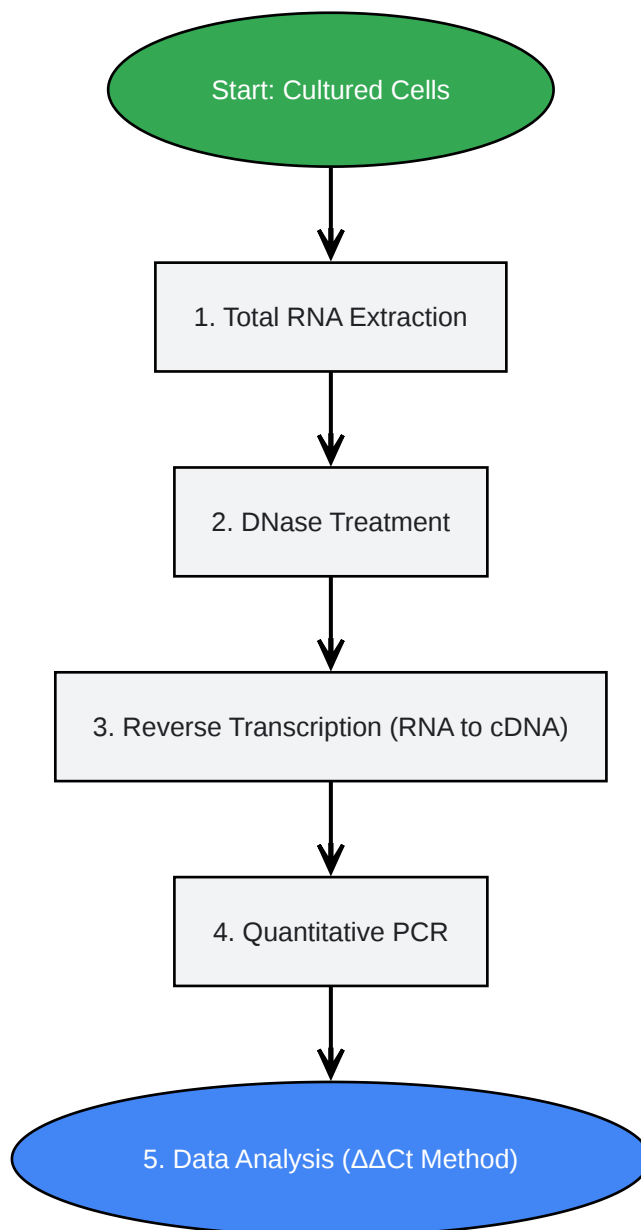 Start: Cultured Cells
1. Total RNA Extraction
2. DNase Treatment
3. Reverse Transcription (RNA to cDNA)
4. Quantitative PCR
5. Data Analysis (ΔΔCt Method)